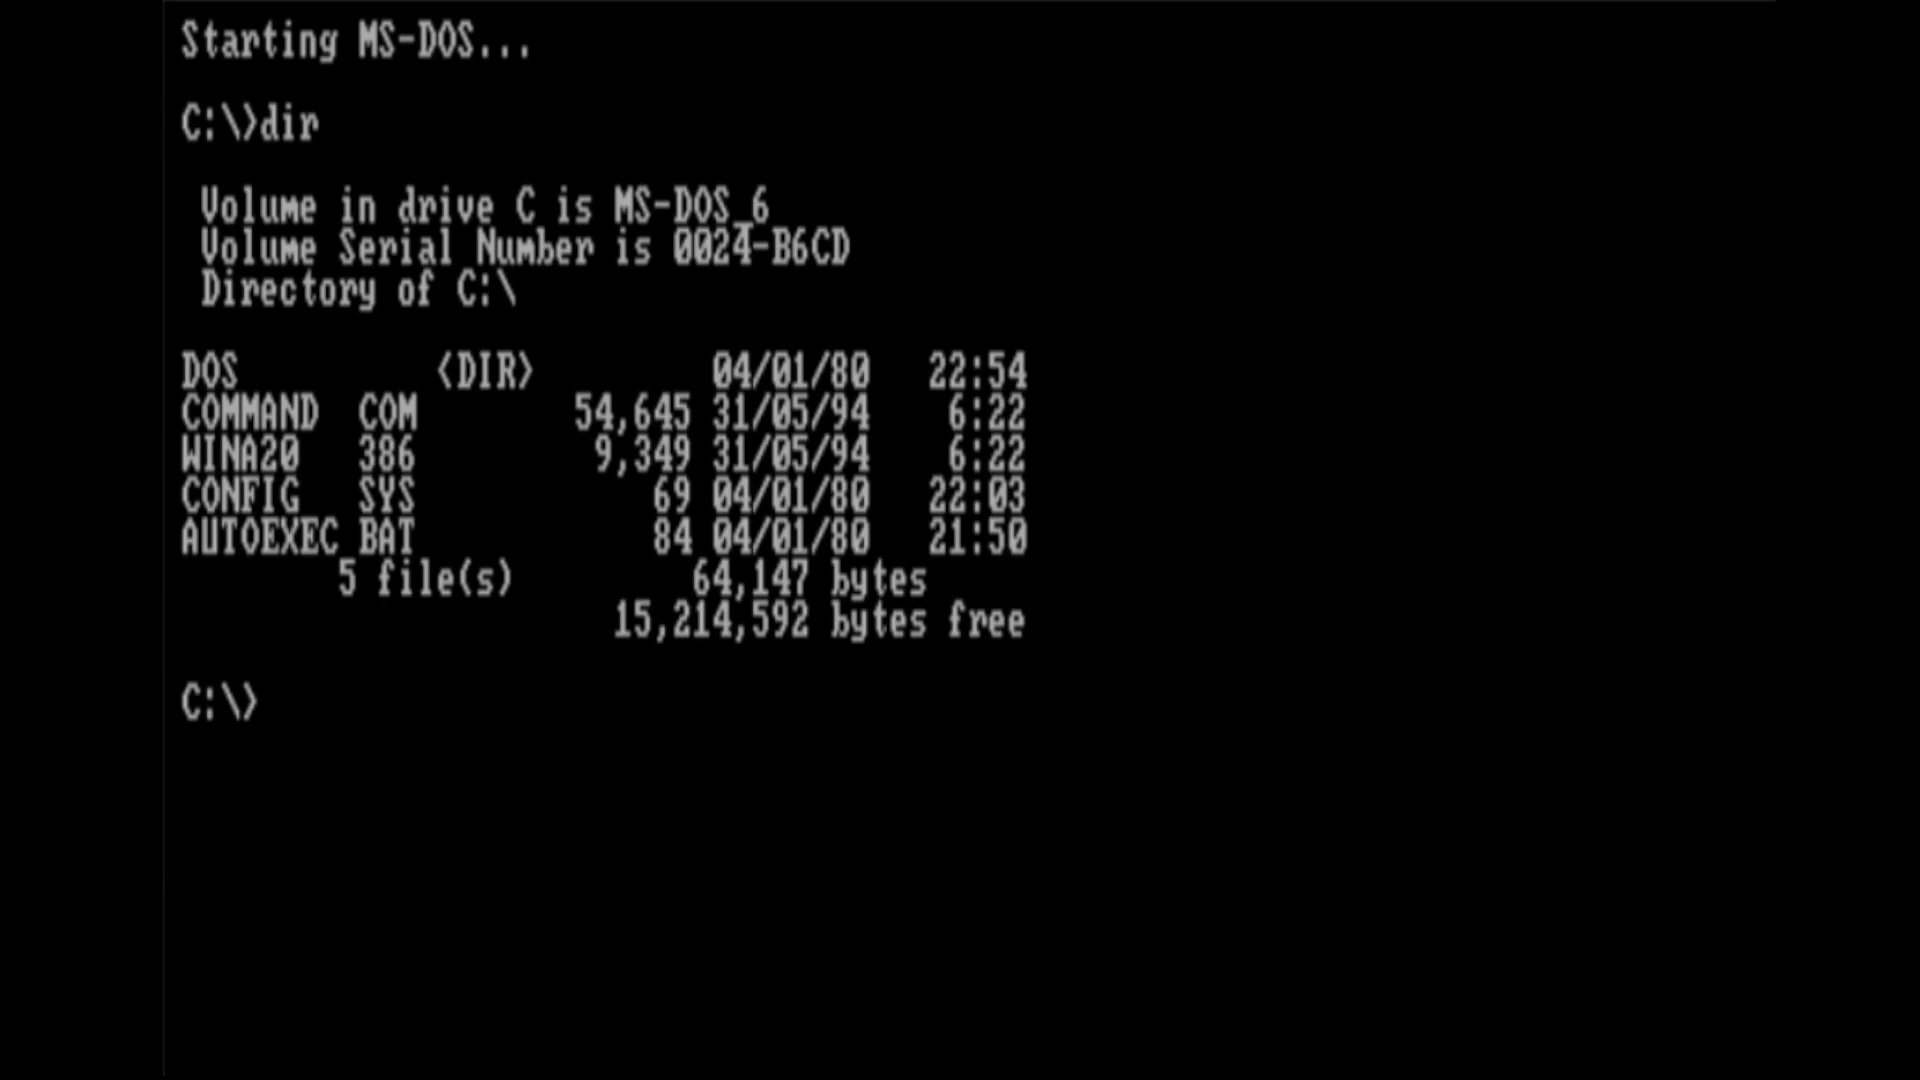 Starting MS-DOS...
C:\>dir
Volume in drive C is MS-DOS_6
Volume Serial Number is 0024-B6CD
Directory of C:\
DOS <DIR> 04/01/80 22:54
COMMAND COM 54,645 31/05/94 6:22
WINA20 386 9,349 31/05/94 6:22
CONFIG SYS 69 04/01/80 22:03
AUTOEXEC BAT 84 04/01/80 21:50
5 file(s) 64,147 bytes
15,214,592 bytes free
C:\>